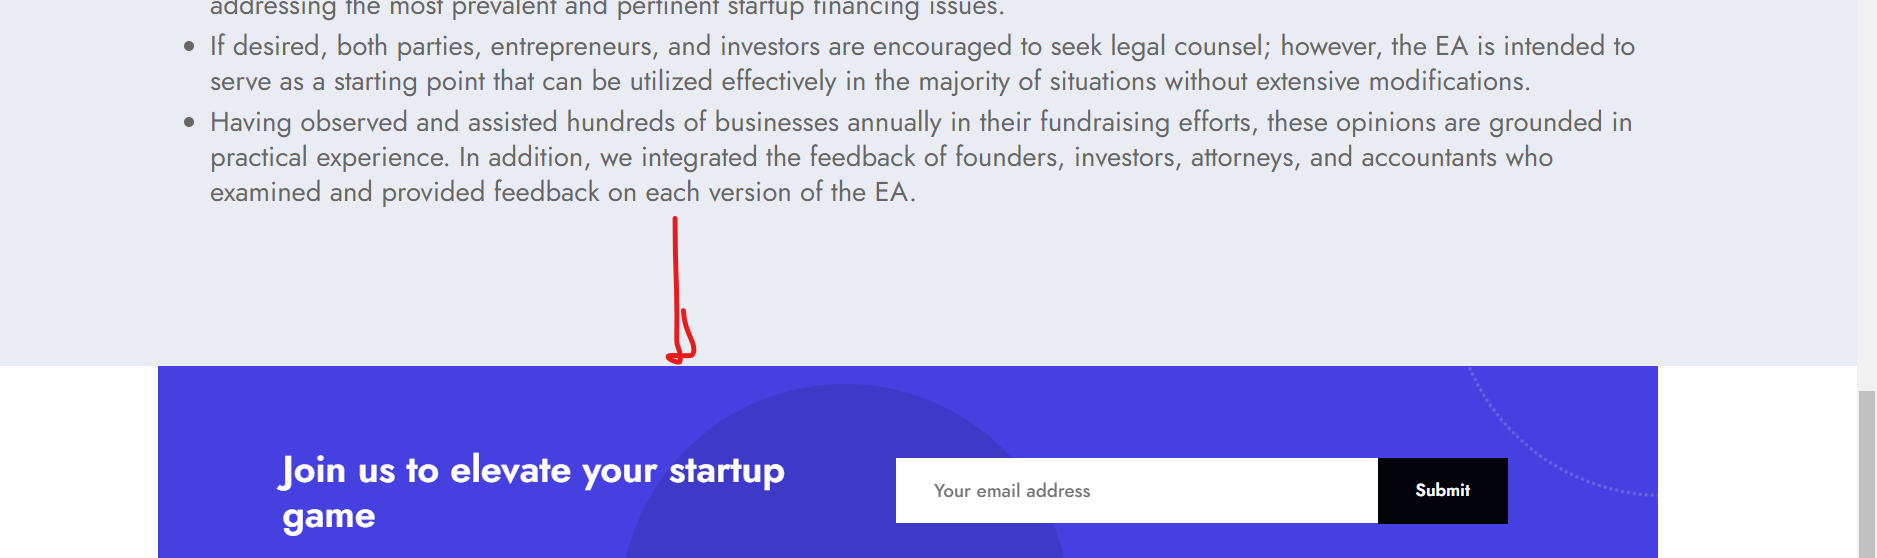 addressing the most prevalent and pertinent startup financing issues.
If desired, both parties, entrepreneurs, and investors are encouraged to seek legal counsel; however, the EA is intended to
serve as a starting point that can be utilized effectively in the majority of situations without extensive modifications.
Having observed and assisted hundreds of businesses annually in their fundraising efforts, these opinions are grounded in
practical experience. In addition, we integrated the feedback of founders, investors, attorneys, and accountants who
examined and provided feedback on each version of the EA.
Join us to elevate your startup
game
Your email address
Submit